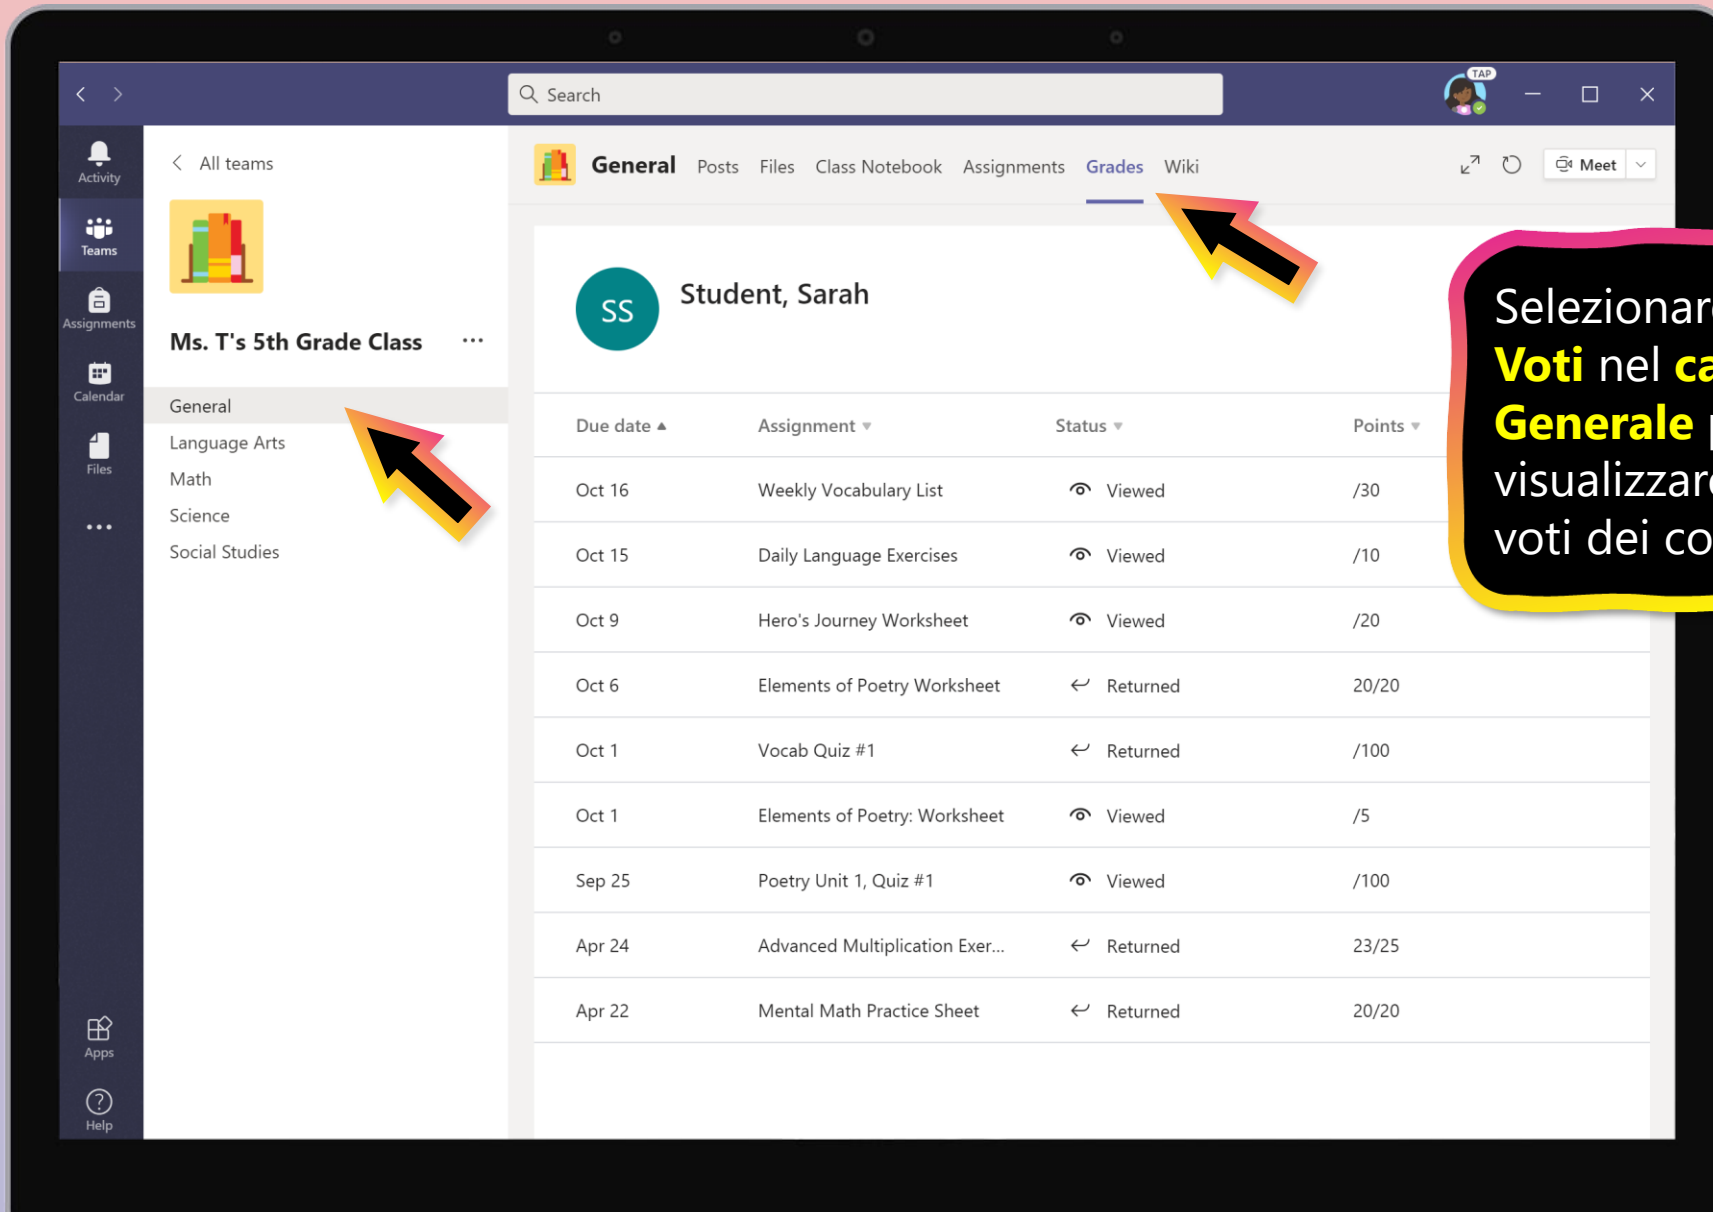 Search
TAP
Activity
Teams
Assignments
Calendar
Files
Apps
Help
All teams
Ms. T's 5th Grade Class
General
Language Arts
Math
Science
Social Studies
General Posts Files Class Notebook Assignments Grades Wiki
Meet
SS
Student, Sarah
Due date Assignment Status Points
Oct 16 Weekly Vocabulary List Viewed /30
Oct 15 Daily Language Exercises Viewed /10
Oct 9 Hero's Journey Worksheet Viewed /20
Oct 6 Elements of Poetry Worksheet Returned 20/20
Oct 1 Vocab Quiz #1 Returned /100
Oct 1 Elements of Poetry: Worksheet Viewed /5
Sep 25 Poetry Unit 1, Quiz #1 Viewed /100
Apr 24 Advanced Multiplication Exer... Returned 23/25
Apr 22 Mental Math Practice Sheet Returned 20/20
Voti nel
Generale
voti dei